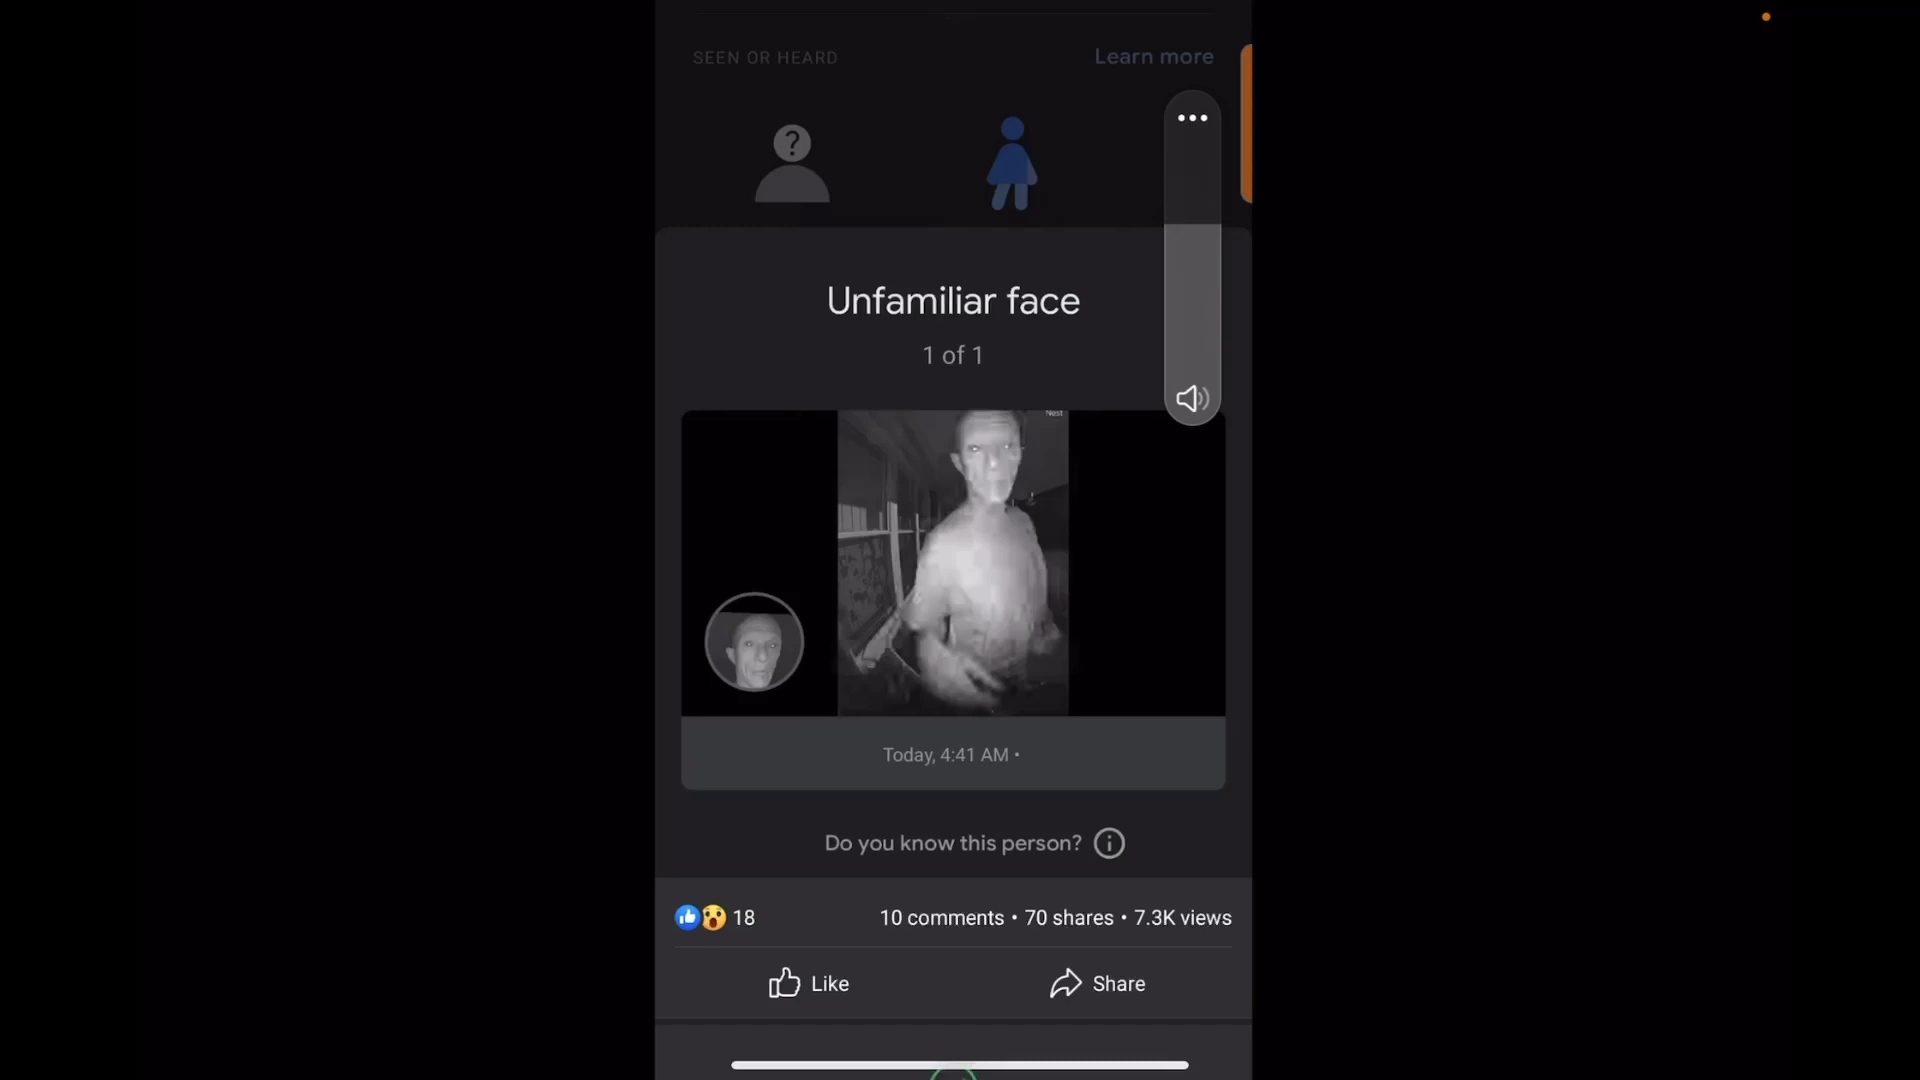 SEEN OR HEARD
Learn more
?
Unfamiliar face
1 of 1
Nest
Today, 4:41 AM •
Do you know this person?
18
10 comments • 70 shares • 7.3K views
Like
Share